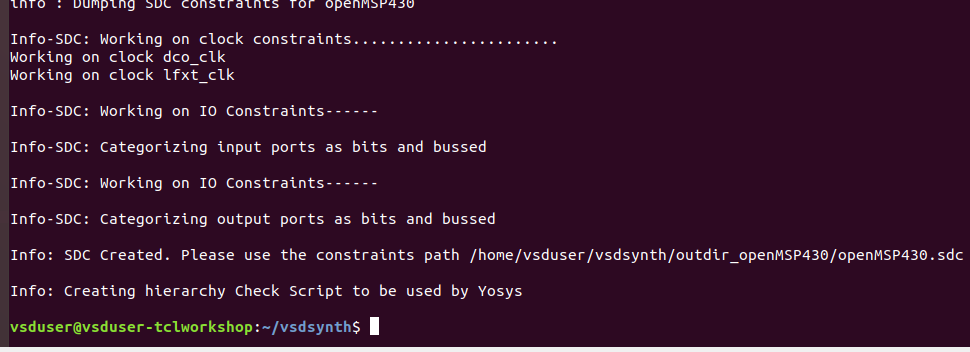 info : Dumping SDC constraints for openMSP430
Info-SDC: Working on clock constraints.......................
Working on clock dco_clk
Working on clock lfxt_clk
Info-SDC: Working on IO Constraints------
Info-SDC: Categorizing input ports as bits and bussed
Info-SDC: Working on IO Constraints------
Info-SDC: Categorizing output ports as bits and bussed
Info: SDC Created. Please use the constraints path /home/vsduser/vsdsynth/outdir_openMSP430/openMSP430.sdc
Info: Creating hierarchy Check Script to be used by Yosys
vsduser@vsduser-tclworkshop:~/vsdsynth$